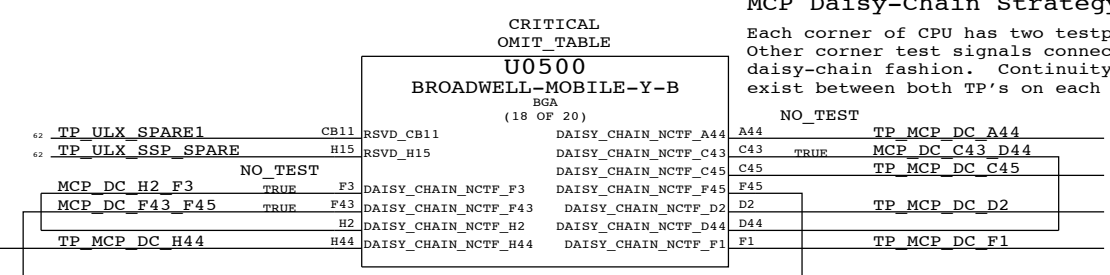 MCP Daisy-Chain Strategy
Each corner of CPU has two testp
Other corner test signals connec
daisy-chain fashion. Continuity
exist between both TP's on each
CRITICAL
OMIT_TABLE
U0500
BROADWELL-MOBILE-Y-B
BGA
(18 OF 20)
NO_TEST
62 TP_ULX_SPARE1 CB11 RSVD_CB11 DAISY_CHAIN_NCTF_A44 A44 TP_MCP_DC_A44
62 TP_ULX_SSP_SPARE H15 RSVD_H15 DAISY_CHAIN_NCTF_C43 C43 TRUE MCP_DC_C43_D44
NO_TEST DAISY_CHAIN_NCTF_C45 C45 TP_MCP_DC_C45
MCP_DC_H2_F3 TRUE F3 DAISY_CHAIN_NCTF_F3 DAISY_CHAIN_NCTF_F45 F45
MCP_DC_F43_F45 TRUE F43 DAISY_CHAIN_NCTF_F43 DAISY_CHAIN_NCTF_D2 D2 TP_MCP_DC_D2
H2 DAISY_CHAIN_NCTF_H2 DAISY_CHAIN_NCTF_D44 D44
TP_MCP_DC_H44 H44 DAISY_CHAIN_NCTF_H44 DAISY_CHAIN_NCTF_F1 F1 TP_MCP_DC_F1